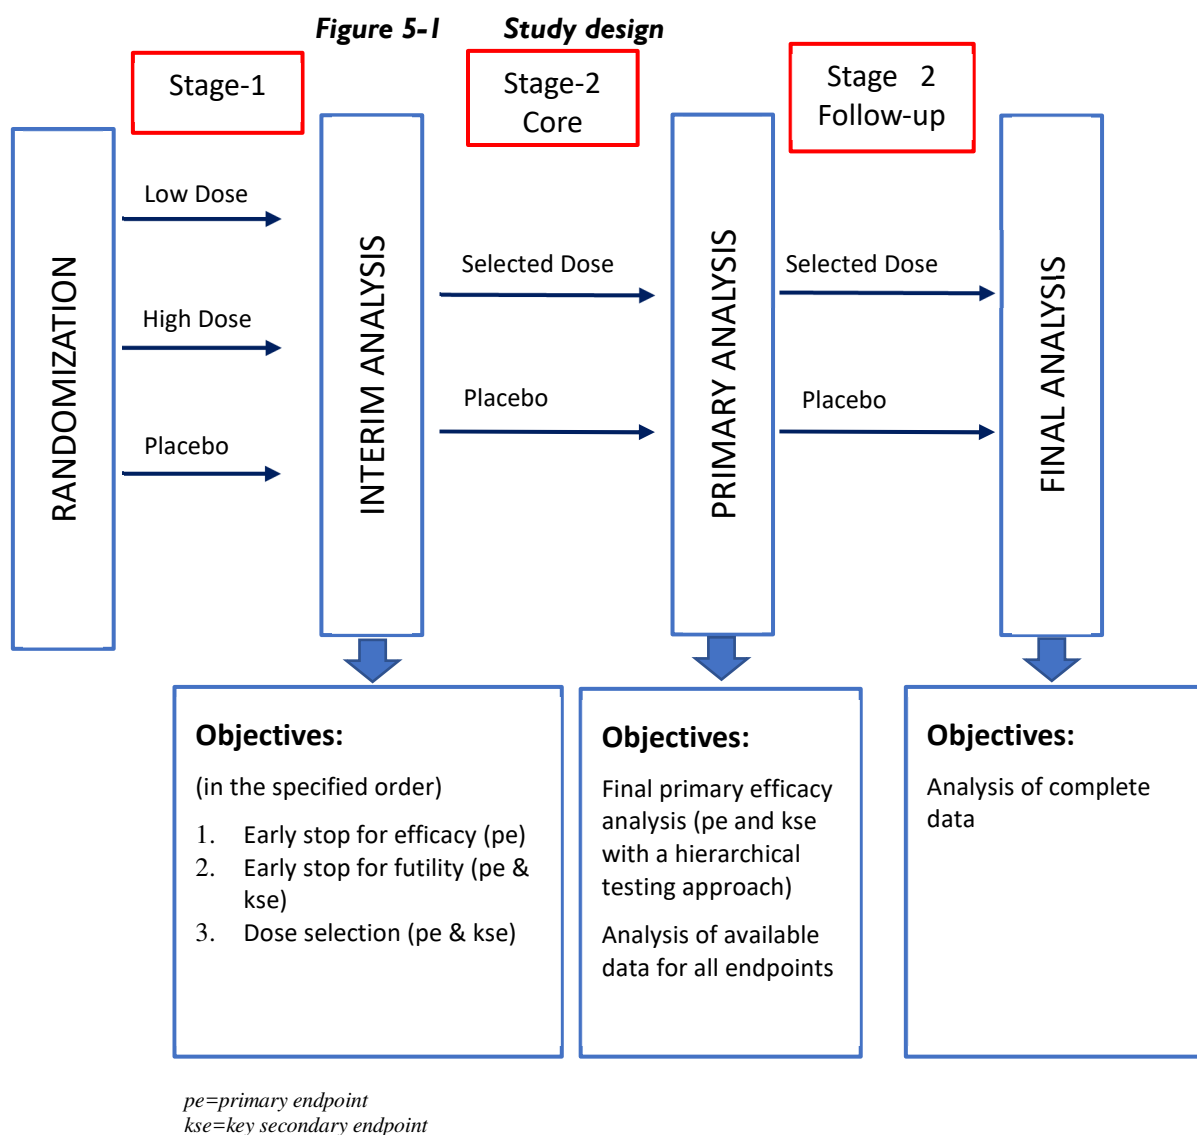 Figure 5-1 Study design
Stage-1
Stage-2
Core
Stage 2
Follow-up
RANDOMIZATION
Low Dose
High Dose
Placebo
INTERIM ANALYSIS
Selected Dose
Placebo
PRIMARY ANALYSIS
Selected Dose
Placebo
FINAL ANALYSIS
Objectives:
(in the specified order)
1. Early stop for efficacy (pe)
2. Early stop for futility (pe &
kse)
3. Dose selection (pe & kse)
Objectives:
Final primary efficacy
analysis (pe and kse
with a hierarchical
testing approach)
Analysis of available
data for all endpoints
Objectives:
Analysis of complete
data
pe=primary endpoint
kse=key secondary endpoint